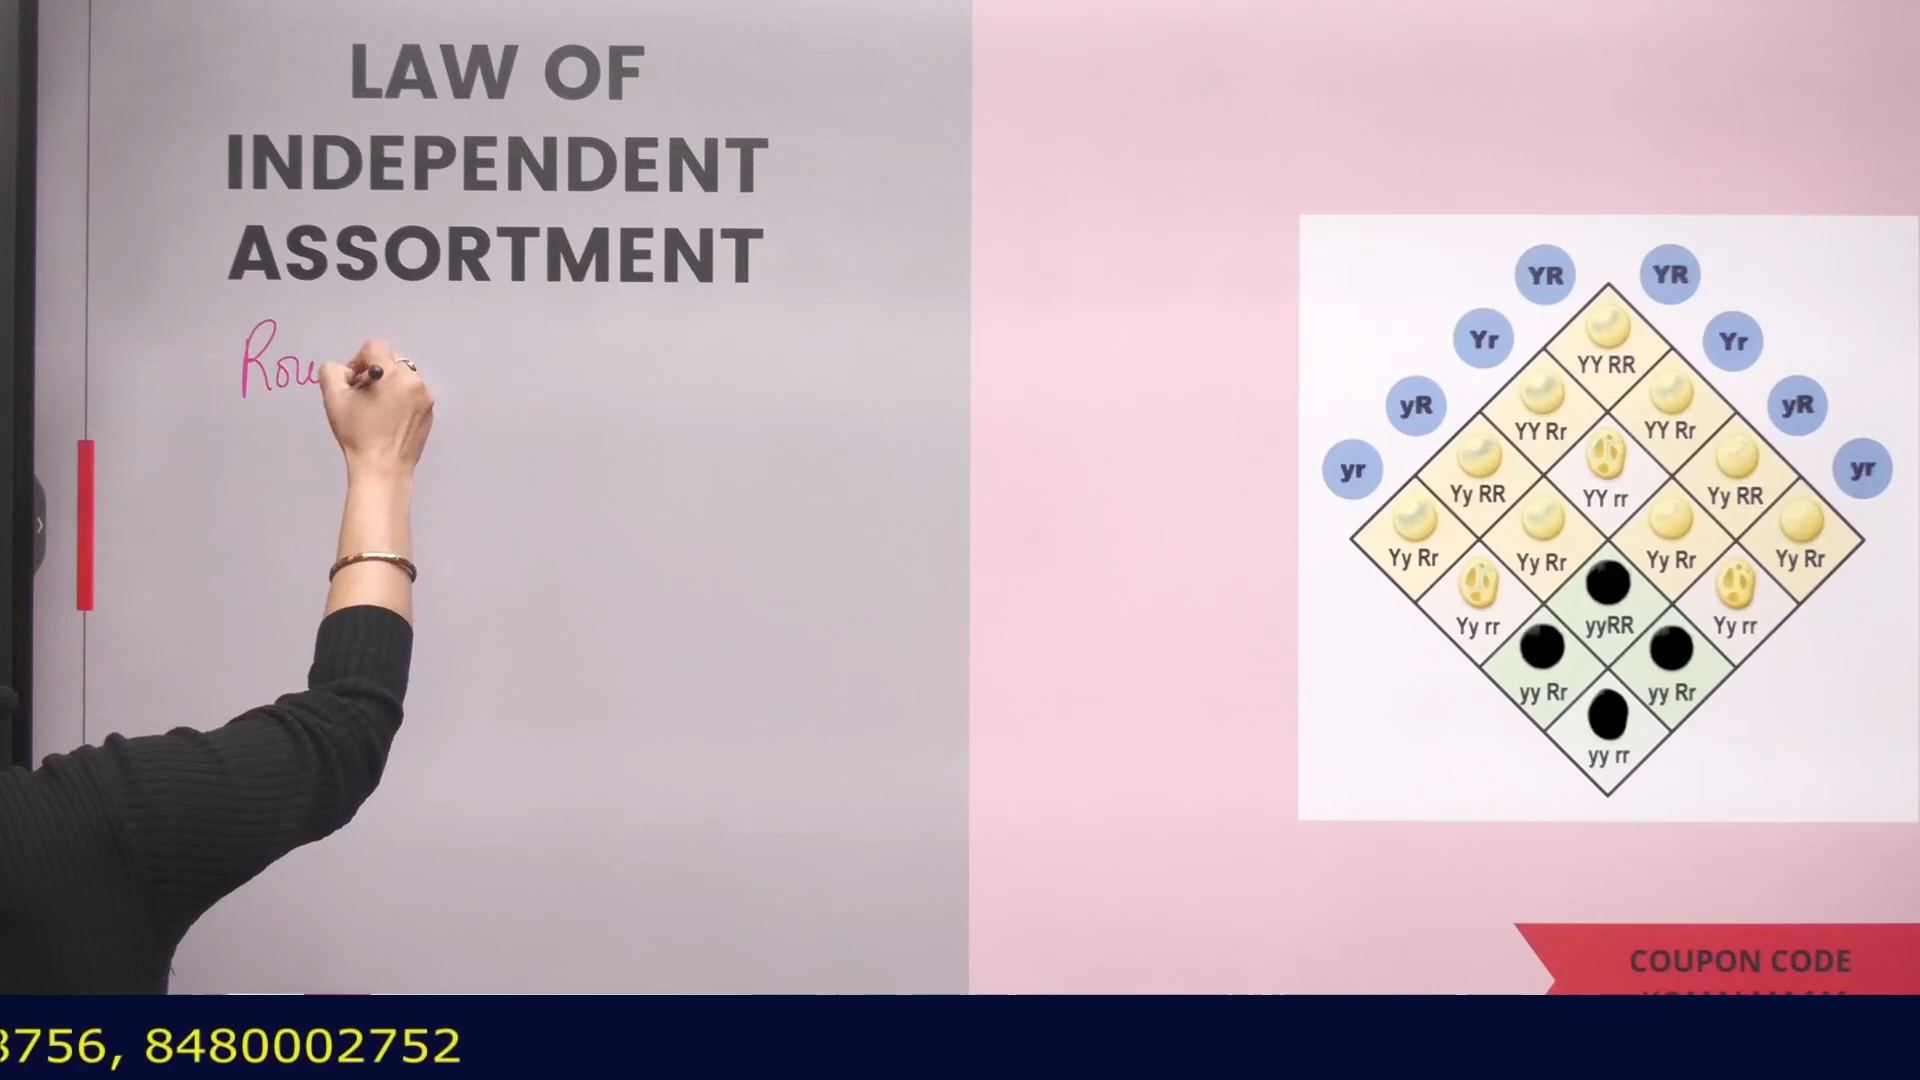 LAW OF
INDEPENDENT
ASSORTMENT
Rou
YR YR
Yr Yr
yR yR
yr yr
YY RR
YY Rr YY Rr
Yy RR YY rr Yy RR
Yy Rr Yy Rr Yy Rr Yy Rr
Yy rr yyRR Yy rr
yy Rr yy Rr
yy rr
COUPON CODE
3756, 8480002752